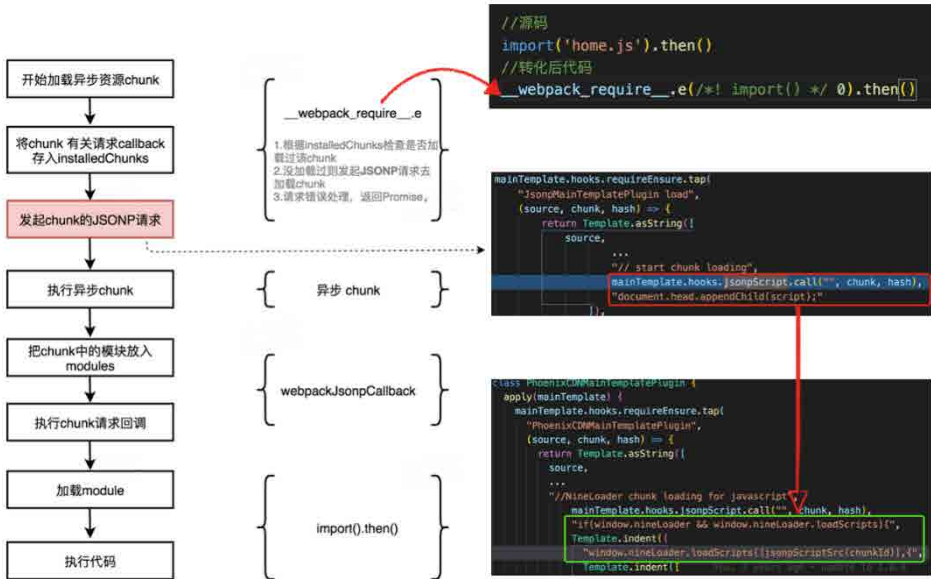 开始加载异步资源chunk
将chunk 有关请求callback
存入installedChunks
发起chunk的JSONP请求
执行异步chunk
把chunk中的模块放入
modules
执行chunk请求回调
加载module
执行代码
__webpack_require__.e
1.根据installedChunks检查是否加
载过该chunk
2.没加载过则发起JSONP请求去
加载chunk
3.请求错误处理，返回Promise。
异步 chunk
webpackJsonpCallback
import().then()
//源码
import('home.js').then()
//转化后代码
__webpack_require__.e(/*! import() */ 0).then()
mainTemplate.hooks.requireEnsure.tap(
"JsonpMainTemplatePlugin load",
(source, chunk, hash) => {
return Template.asString([
source,
...
"// start chunk loading",
mainTemplate.hooks.jsonpScript.call("", chunk, hash),
"document.head.appendChild(script);"
]),
class PhoenixCDNMainTemplatePlugin {
apply(mainTemplate) {
mainTemplate.hooks.requireEnsure.tap(
"PhoenixCDNMainTemplatePlugin",
(source, chunk, hash) => {
return Template.asString([
source,
...
"//NineLoader chunk loading for javascript",
mainTemplate.hooks.jsonpScript.call("", chunk, hash),
"if(window.nineLoader && window.nineLoader.loadScripts){",
Template.indent([
"window.nineLoader.loadScripts([jsonpScriptSrc(chunkId)],{",
Template.indent([